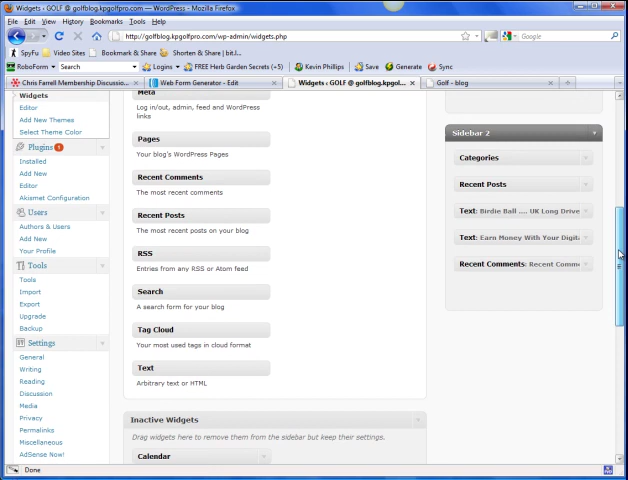 Widgets ‹ GOLF @ golfblog.kpgolfpro.com — WordPress - Mozilla Firefox
File Edit View History Bookmarks Tools Help
http://golfblog.kpgolfpro.com/wp-admin/widgets.php
Google
SpyFu Video Sites Bookmark & Share Shorten & Share | bit.l...
RoboForm Search Logins FREE Herb Garden Secrets (+5) Kevin Phillips Save Generate Sync
Chris Farrell Membership Discussio... Web Form Generator - Edit Widgets ‹ GOLF @ golfblog.kpgol... Golf - blog
Widgets
Editor
Add New Themes
Select Theme Color
Plugins 1
Installed
Add New
Editor
Akismet Configuration
Users
Authors & Users
Add New
Your Profile
Tools
Tools
Import
Export
Upgrade
Backup
Settings
General
Writing
Reading
Discussion
Media
Privacy
Permalinks
Miscellaneous
AdSense Now!
Meta
Log in/out, admin, feed and WordPress
links
Pages
Your blog's WordPress Pages
Recent Comments
The most recent comments
Recent Posts
The most recent posts on your blog
RSS
Entries from any RSS or Atom feed
Search
A search form for your blog
Tag Cloud
Your most used tags in cloud format
Text
Arbitrary text or HTML
Inactive Widgets
Drag widgets here to remove them from the sidebar but keep their settings.
Calendar
Sidebar 2
Categories
Recent Posts
Text: Birdie Ball .... UK Long Drive
Text: Earn Money With Your Digit
Recent Comments: Recent Comme
Done